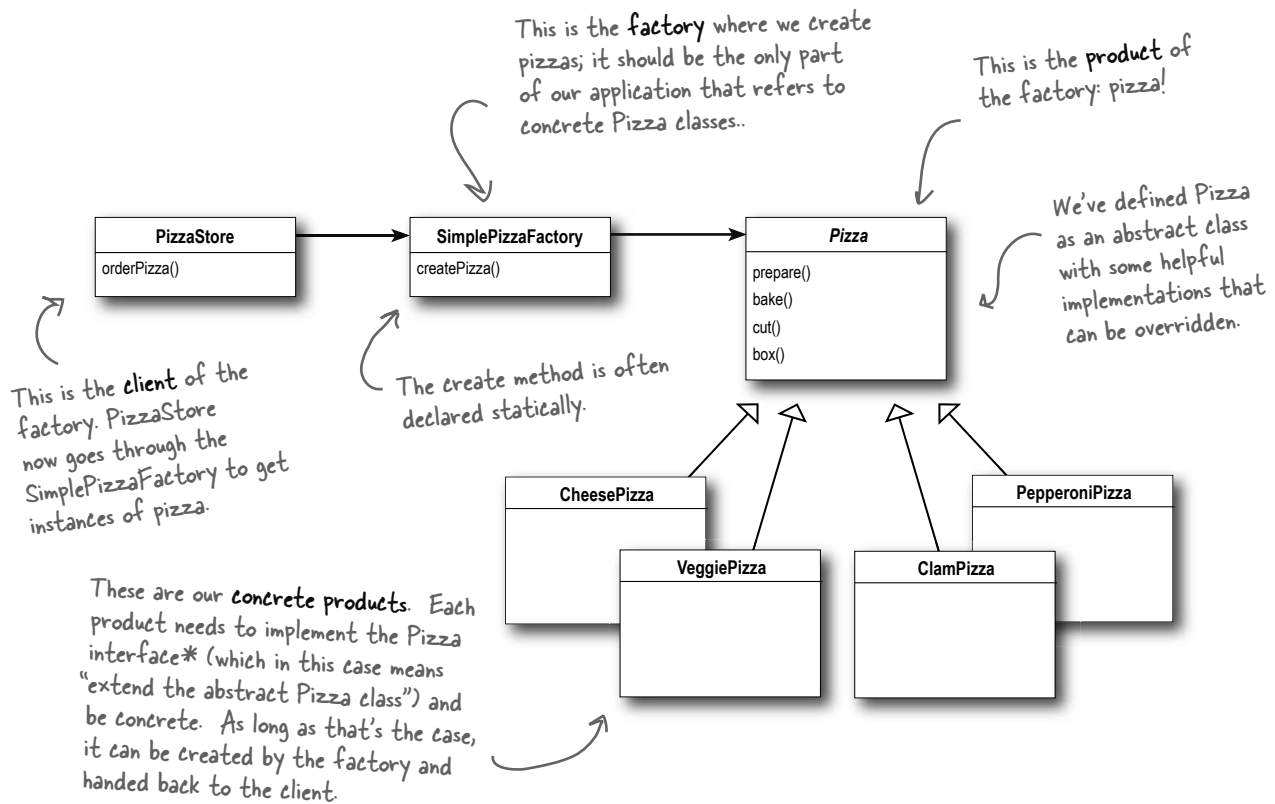 This is the factory where we create
pizzas; it should be the only part
of our application that refers to
concrete Pizza classes..
This is the product of
the factory: pizza!
We've defined Pizza
as an abstract class
with some helpful
implementations that
can be overridden.
PizzaStore
orderPizza()
SimplePizzaFactory
createPizza()
Pizza
prepare()
bake()
cut()
box()
This is the client of the
factory. PizzaStore
now goes through the
SimplePizzaFactory to get
instances of pizza.
The create method is often
declared statically.
CheesePizza
VeggiePizza
ClamPizza
PepperoniPizza
These are our concrete products. Each
product needs to implement the Pizza
interface* (which in this case means
“extend the abstract Pizza class”) and
be concrete. As long as that's the case,
it can be created by the factory and
handed back to the client.